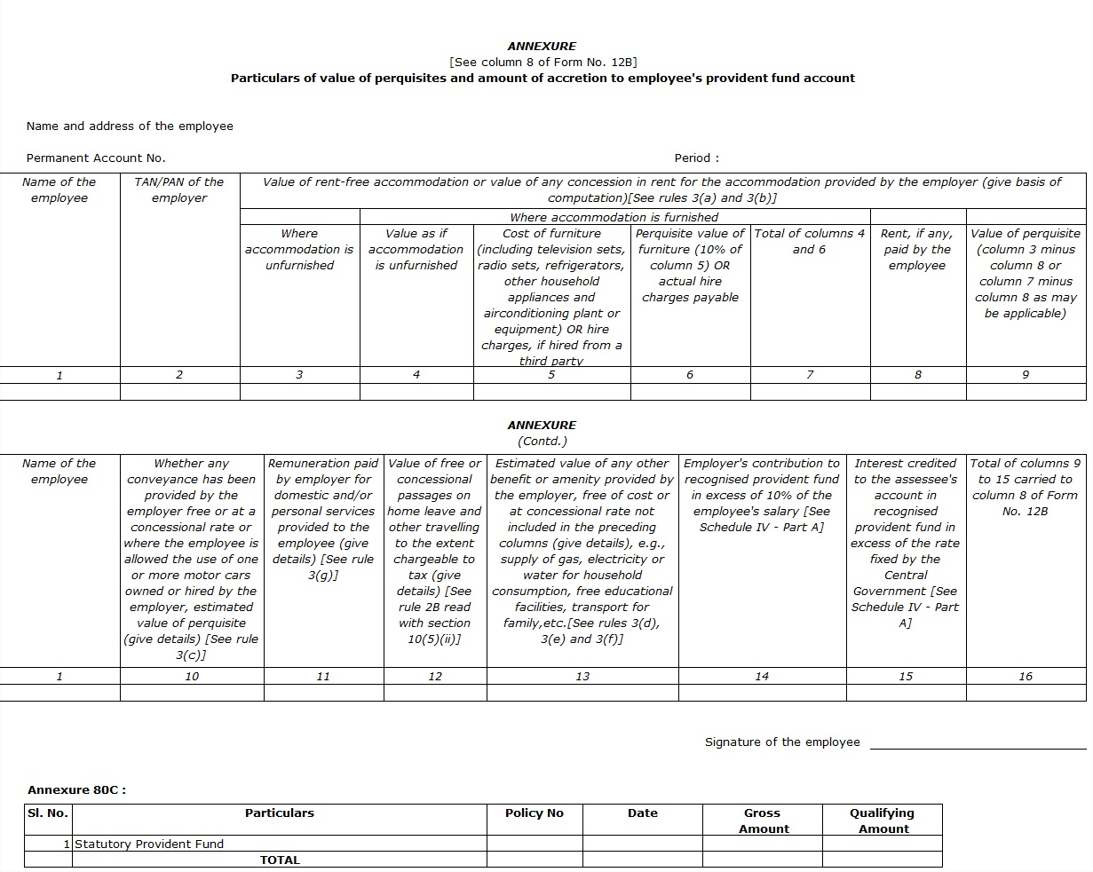 ANNEXURE
[See column 8 of Form No. 12B]
Particulars of value of perquisites and amount of accretion to employee's provident fund account
Name and address of the employee
Permanent Account No.
Period :
Name of the
employee
TAN/PAN of the
employer
Value of rent-free accommodation or value of any concession in rent for the accommodation provided by the employer (give basis of
computation)[See rules 3(a) and 3(b)]
Where accommodation is furnished
Where
accommodation is
unfurnished
Value as if
accommodation
is unfurnished
Cost of furniture
(including television sets,
radio sets, refrigerators,
other household
appliances and
airconditioning plant or
equipment) OR hire
charges, if hired from a
third party
Perquisite value of
furniture (10% of
column 5) OR
actual hire
charges payable
Total of columns 4
and 6
Rent, if any,
paid by the
employee
Value of perquisite
(column 3 minus
column 8 or
column 7 minus
column 8 as may
be applicable)
1 2 3 4 5 6 7 8 9
ANNEXURE
(Contd.)
Name of the
employee
Whether any
conveyance has been
provided by the
employer free or at a
concessional rate or
where the employee is
allowed the use of one
or more motor cars
owned or hired by the
employer, estimated
value of perquisite
(give details) [See rule
3(c)]
Remuneration paid
by employer for
domestic and/or
personal services
provided to the
employee (give
details) [See rule
3(g)]
Value of free or
concessional
passages on
home leave and
other travelling
to the extent
chargeable to
tax (give
details) [See
rule 2B read
with section
10(5)(ii)]
Estimated value of any other
benefit or amenity provided by
the employer, free of cost or
at concessional rate not
included in the preceding
columns (give details), e.g.,
supply of gas, electricity or
water for household
consumption, free educational
facilities, transport for
family,etc.[See rules 3(d),
3(e) and 3(f)]
Employer's contribution to
recognised provident fund
in excess of 10% of the
employee's salary [See
Schedule IV - Part A]
Interest credited
to the assessee's
account in
recognised
provident fund in
excess of the rate
fixed by the
Central
Government [See
Schedule IV - Part
A]
Total of columns 9
to 15 carried to
column 8 of Form
No. 12B
1 10 11 12 13 14 15 16
Signature of the employee
Annexure 80C :
Sl. No. Particulars Policy No Date Gross
Amount
Qualifying
Amount
1 Statutory Provident Fund
TOTAL